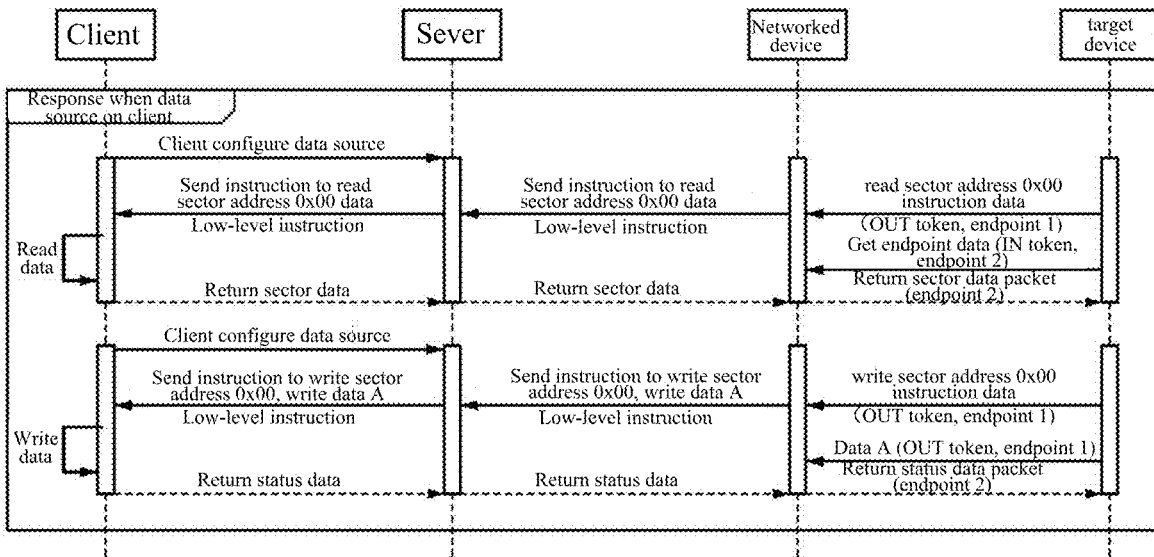 Client
Sever
Networked
device
target
device
Response when data
source on client
Client configure data source
Send instruction to read
sector address 0x00 data
Low-level instruction
Send instruction to read
sector address 0x00 data
Low-level instruction
read sector address 0x00
instruction data
(OUT token, endpoint 1)
Get endpoint data (IN token,
endpoint 2)
Read
data
Return sector data
Return sector data
Return sector data packet
(endpoint 2)
Client configure data source
Send instruction to write sector
address 0x00, write data A
Low-level instruction
Send instruction to write sector
address 0x00, write data A
Low-level instruction
write sector address 0x00
instruction data
(OUT token, endpoint 1)
Write
data
Data A (OUT token, endpoint 1)
Return status data
Return status data
Return status data packet
(endpoint 2)